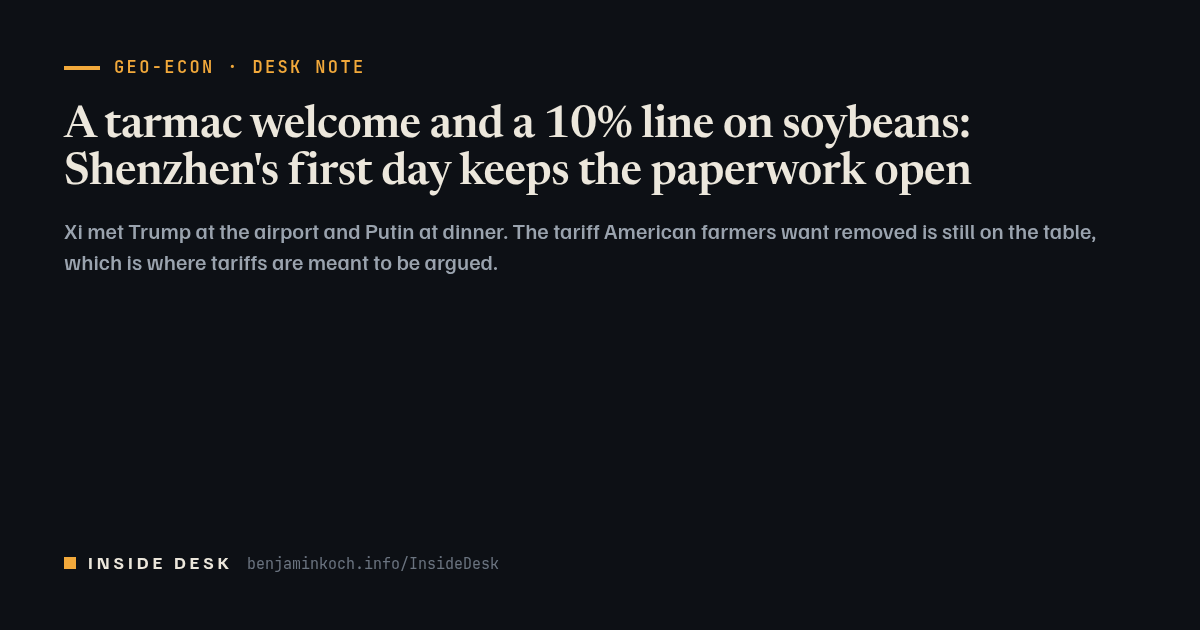 GEO-ECON · DESK NOTE
A tarmac welcome and a 10% line on soybeans:
Shenzhen's first day keeps the paperwork open
Xi met Trump at the airport and Putin at dinner. The tariff American farmers want removed is still on the table,
which is where tariffs are meant to be argued.
INSIDE DESK benjaminkoch.info/InsideDesk